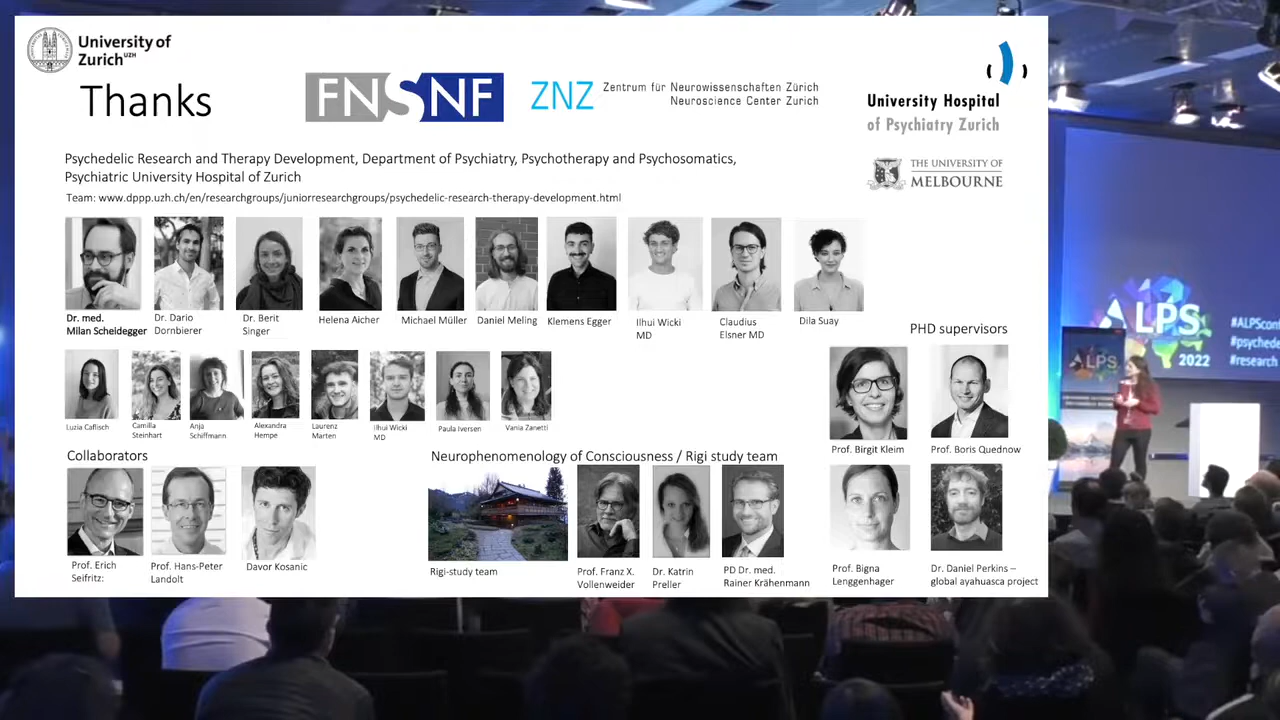 University of
Zurich UZH
Thanks
FNSNF
ZNZ Zentrum für Neurowissenschaften Zürich
Neuroscience Center Zurich
University Hospital
of Psychiatry Zurich
THE UNIVERSITY OF
MELBOURNE
Psychedelic Research and Therapy Development, Department of Psychiatry, Psychotherapy and Psychosomatics,
Psychiatric University Hospital of Zurich
Team: www.dppp.uzh.ch/en/researchgroups/juniorresearchgroups/psychedelic-research-therapy-development.html
Dr. med.
Milan Scheidegger
Dr. Dario
Dornbierer
Dr. Berit
Singer
Helena Aicher
Michael Müller
Daniel Meling
Klemens Egger
Ilhui Wicki
MD
Claudius
Elsner MD
Dila Suay
PHD supervisors
Luzia Caflisch
Camilla
Steinhart
Anja
Schiffmann
Alexandra
Hempe
Laurenz
Marten
Ilhui Wicki
MD
Paula Iversen
Vania Zanetti
Prof. Birgit Kleim
Prof. Boris Quednow
Collaborators
Neurophenomenology of Consciousness / Rigi study team
Prof. Erich
Seifritz:
Prof. Hans-Peter
Landolt
Davor Kosanic
Rigi-study team
Prof. Franz X.
Vollenweider
Dr. Katrin
Preller
PD Dr. med.
Rainer Krähenmann
Prof. Bigna
Lenggenhager
Dr. Daniel Perkins –
global ayahuasca project
ALPS
2022
#ALPScon
#psychede
#research
ALPS